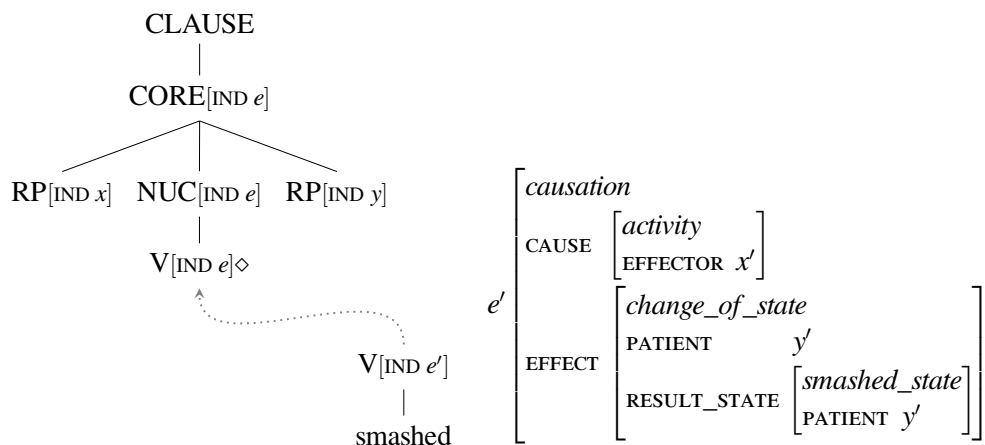 CLAUSE
CORE[IND e]
RP[IND x] NUC[IND e] RP[IND y]
V[IND e]◇
V[IND e′]
smashed
e′
causation
CAUSE
activity
EFFECTOR x′
EFFECT
change_of_state
PATIENT y′
RESULT_STATE
smashed_state
PATIENT y′